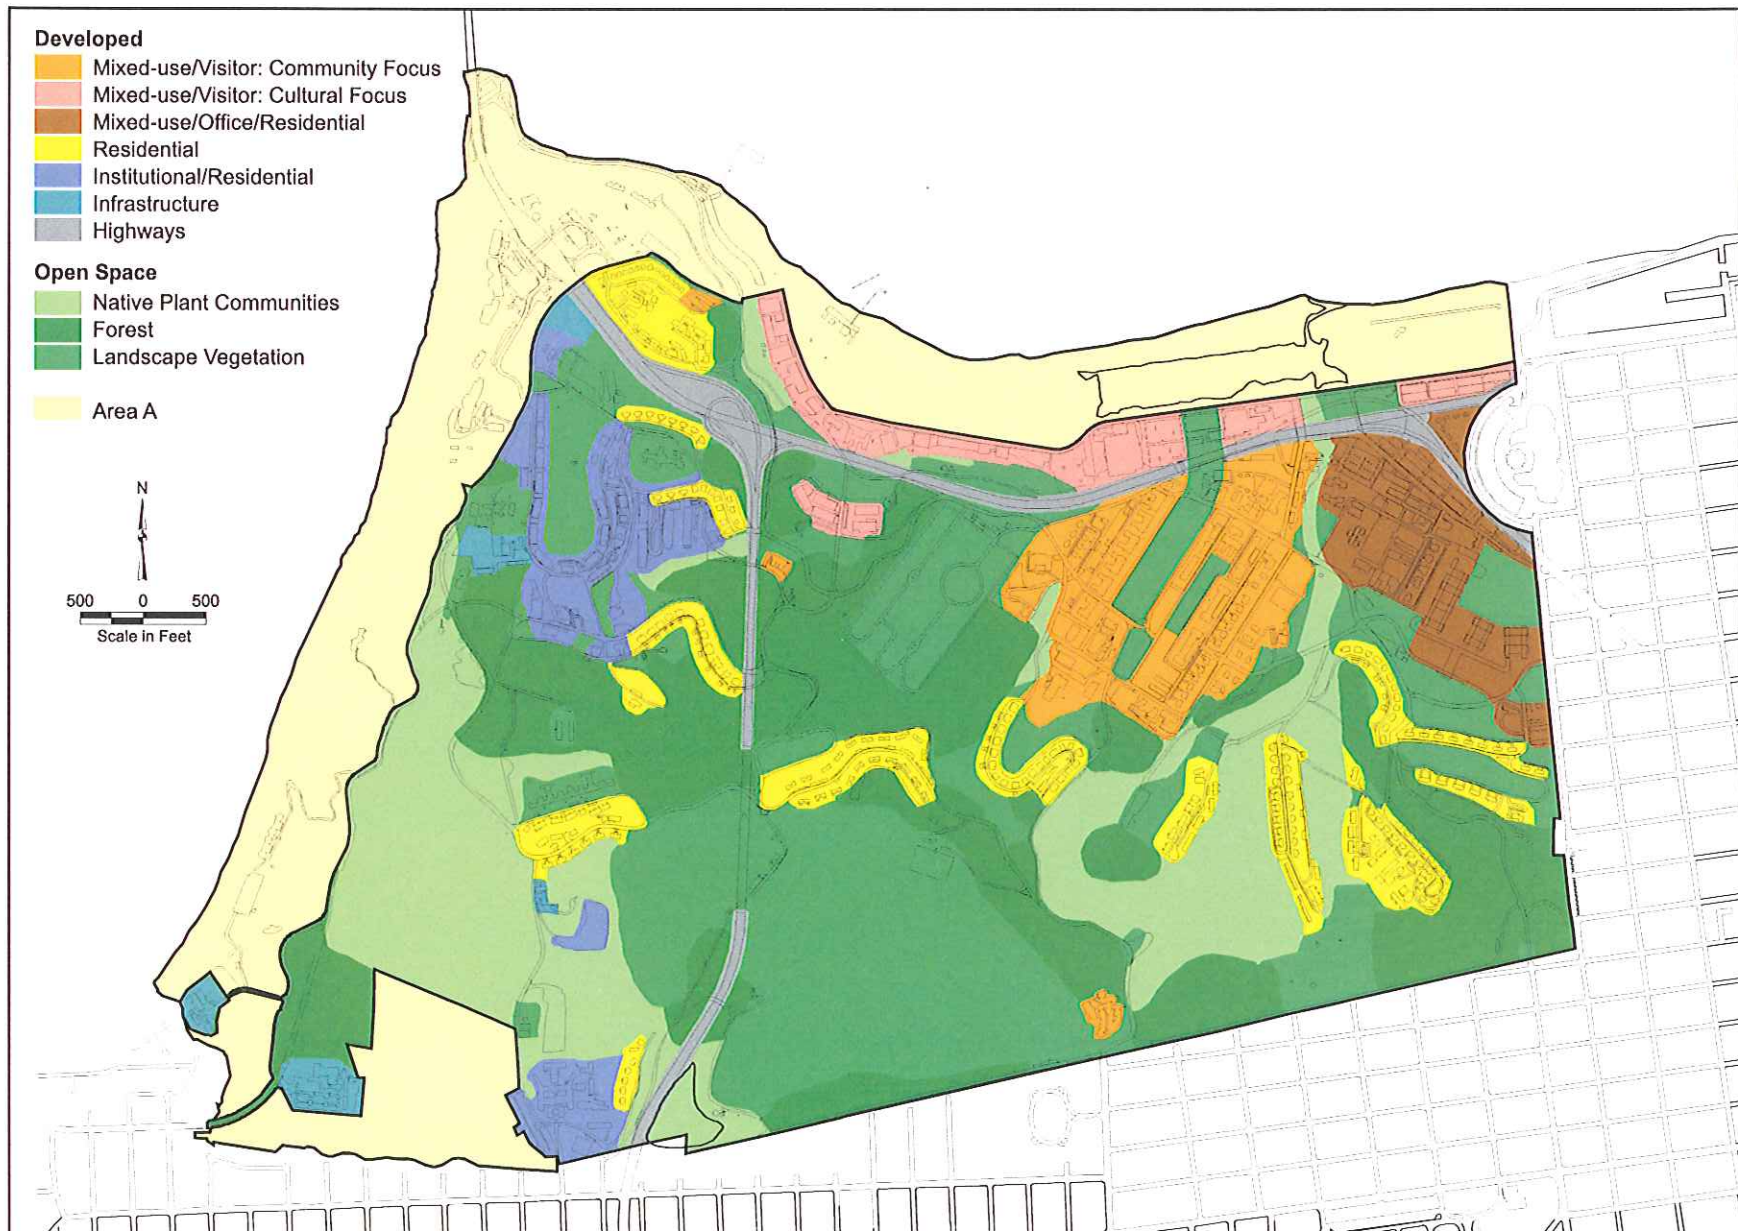 Developed
Mixed-use/Visitor: Community Focus
Mixed-use/Visitor: Cultural Focus
Mixed-use/Office/Residential
Residential
Institutional/Residential
Infrastructure
Highways
Open Space
Native Plant Communities
Forest
Landscape Vegetation
Area A
N
500 0 500
Scale in Feet